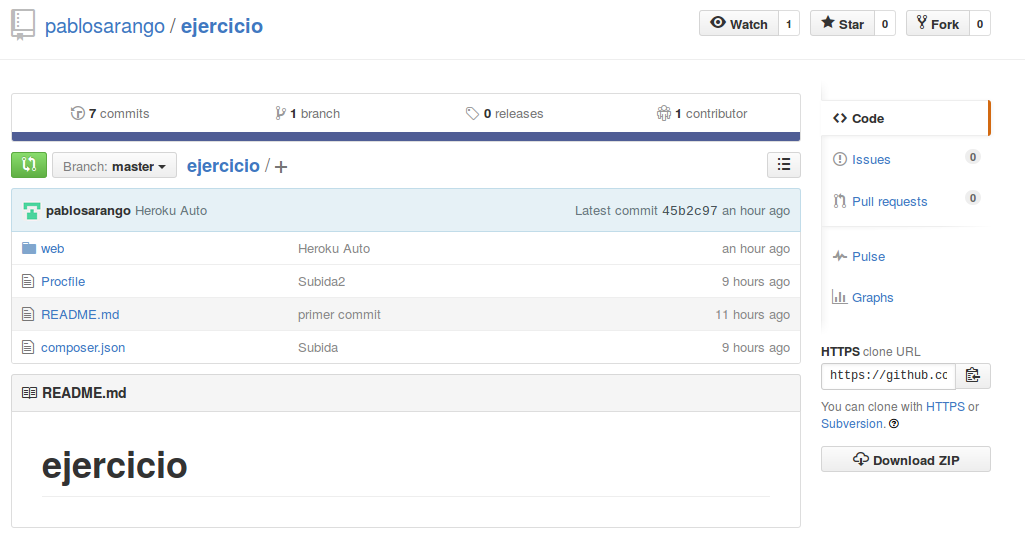 pablosarango / ejercicio
Watch 1
Star 0
Fork 0
7 commits
1 branch
0 releases
1 contributor
Branch: master
ejercicio / +
pablosarango Heroku Auto
Latest commit 45b2c97 an hour ago
web Heroku Auto an hour ago
Procfile Subida2 9 hours ago
README.md primer commit 11 hours ago
composer.json Subida 9 hours ago
README.md
ejercicio
Code
Issues 0
Pull requests 0
Pulse
Graphs
HTTPS clone URL
https://github.cc
You can clone with HTTPS or
Subversion.
Download ZIP